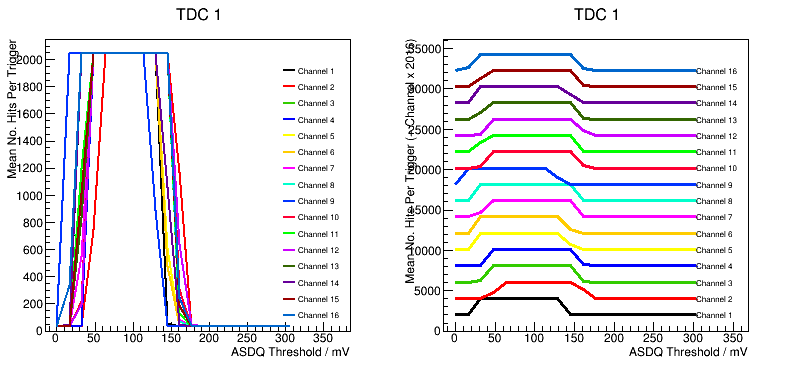 TDC 1
Mean No. Hits Per Trigger
2000
1800
1600
1400
1200
1000
800
600
400
200
0
0 50 100 150 200 250 300 350
ASDQ Threshold / mV
Channel 1
Channel 2
Channel 3
Channel 4
Channel 5
Channel 6
Channel 7
Channel 8
Channel 9
Channel 10
Channel 11
Channel 12
Channel 13
Channel 14
Channel 15
Channel 16
TDC 1
Mean No. Hits Per Trigger (+ Channel x 2016)
35000
30000
25000
20000
15000
10000
5000
0
0 50 100 150 200 250 300 350
ASDQ Threshold / mV
Channel 16
Channel 15
Channel 14
Channel 13
Channel 12
Channel 11
Channel 10
Channel 9
Channel 8
Channel 7
Channel 6
Channel 5
Channel 4
Channel 3
Channel 2
Channel 1